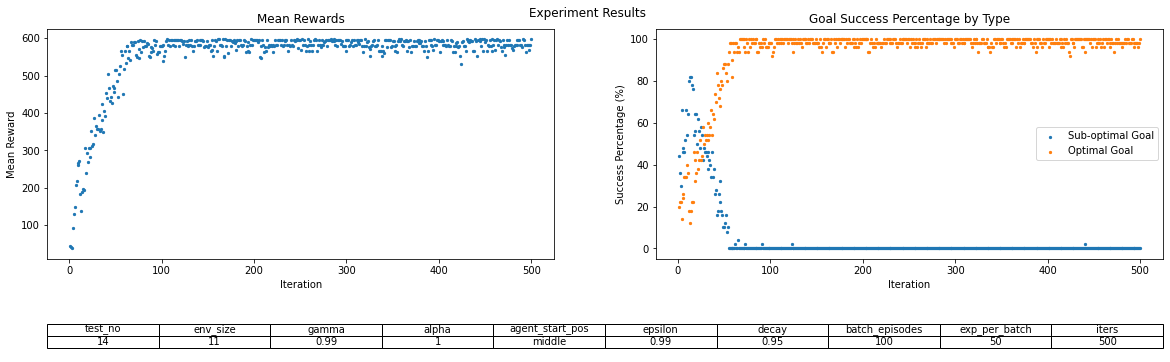 Experiment Results
Mean Rewards
600
500
400
300
200
100
Mean Reward
0 100 200 300 400 500
Iteration
Goal Success Percentage by Type
100
80
60
40
20
0
Success Percentage (%)
Sub-optimal Goal
Optimal Goal
0 100 200 300 400 500
Iteration
test_no env_size gamma alpha agent_start_pos epsilon decay batch_episodes exp_per_batch iters
14 11 0.99 1 middle 0.99 0.95 100 50 500